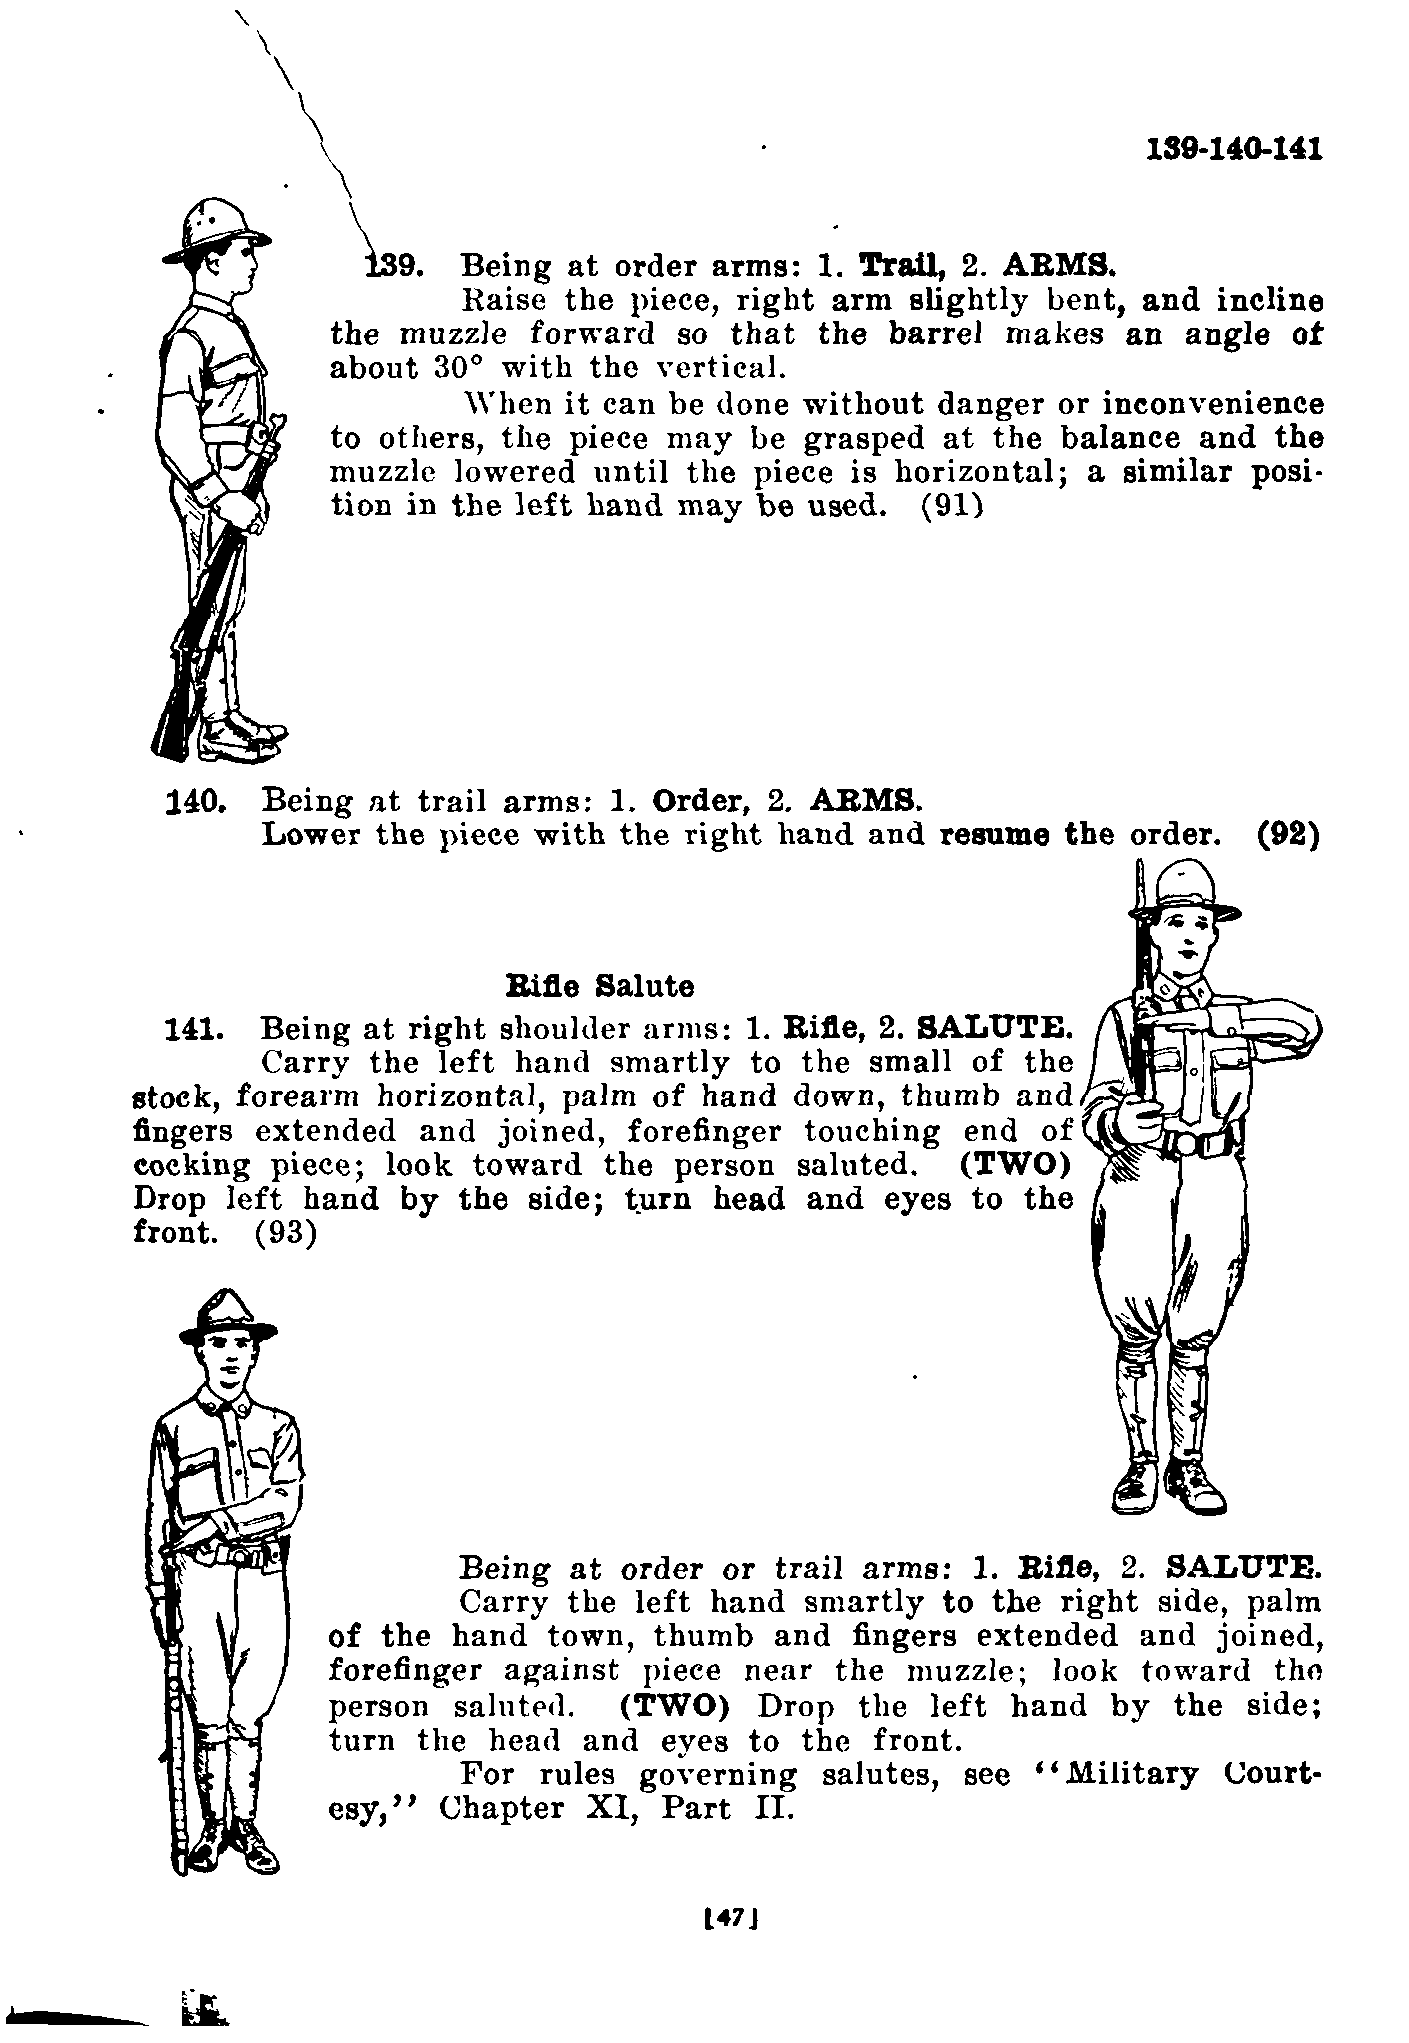 139-140-141
139. Being at order arms: 1. Trail, 2. ARMS.
Raise the piece, right arm slightly bent, and incline
the muzzle forward so that the barrel makes an angle of
about 30° with the vertical.
When it can be done without danger or inconvenience
to others, the piece may be grasped at the balance and the
muzzle lowered until the piece is horizontal; a similar posi-
tion in the left hand may be used. (91)
140. Being at trail arms: 1. Order, 2. ARMS.
Lower the piece with the right hand and resume the order. (92)
Rifle Salute
141. Being at right shoulder arms: 1. Rifle, 2. SALUTE.
Carry the left hand smartly to the small of the
stock, forearm horizontal, palm of hand down, thumb and
fingers extended and joined, forefinger touching end of
cocking piece; look toward the person saluted. (TWO)
Drop left hand by the side; turn head and eyes to the
front. (93)
Being at order or trail arms: 1. Rifle, 2. SALUTE.
Carry the left hand smartly to the right side, palm
of the hand town, thumb and fingers extended and joined,
forefinger against piece near the muzzle; look toward the
person saluted. (TWO) Drop the left hand by the side;
turn the head and eyes to the front.
For rules governing salutes, see ‘‘Military Court-
esy,’’ Chapter XI, Part II.
[47]